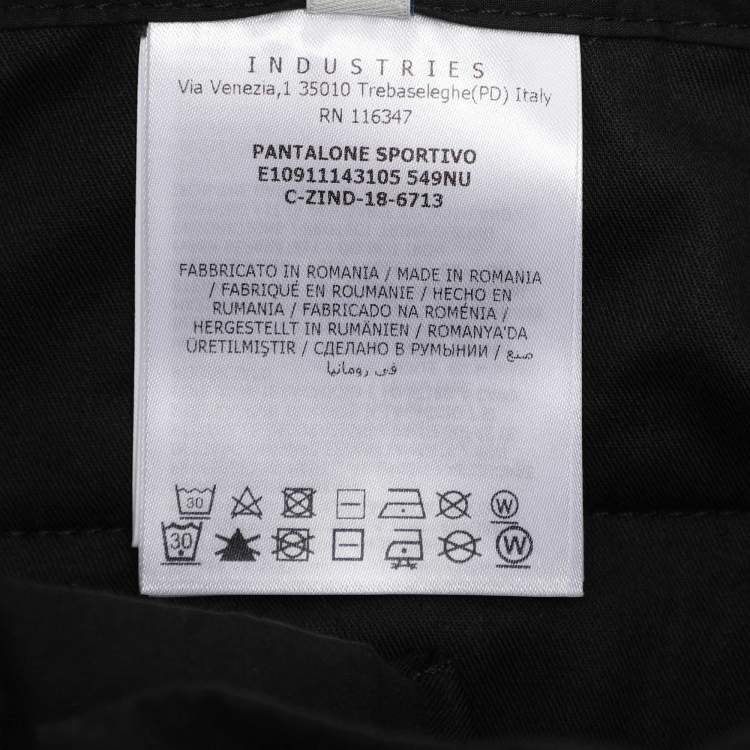 INDUSTRIES
Via Venezia,1 35010 Trebaseleghe(PD) Italy
RN 116347
PANTALONE SPORTIVO
E10911143105 549NU
C-ZIND-18-6713
FABBRICATO IN ROMANIA / MADE IN ROMANIA
/ FABRIQUÉ EN ROUMANIE / HECHO EN
RUMANIA / FABRICADO NA ROMÉNIA /
HERGESTELLT IN RUMÄNIEN / ROMANYA'DA
ÜRETILMIŞTIR / СДЕЛАНО В РУМЫНИИ / صنع
في رومانيا
30 W
30 W